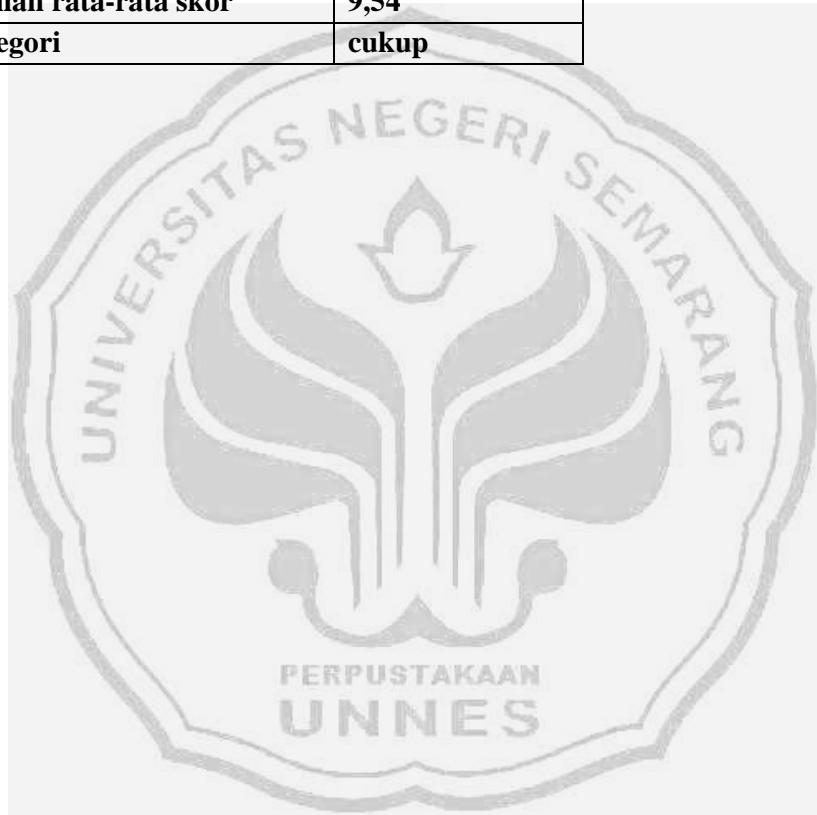 rata-rata skor 9,54
cukup
UNIVERSITAS NEGERI SEMARANG
PERPUSTAKAAN
UNNES